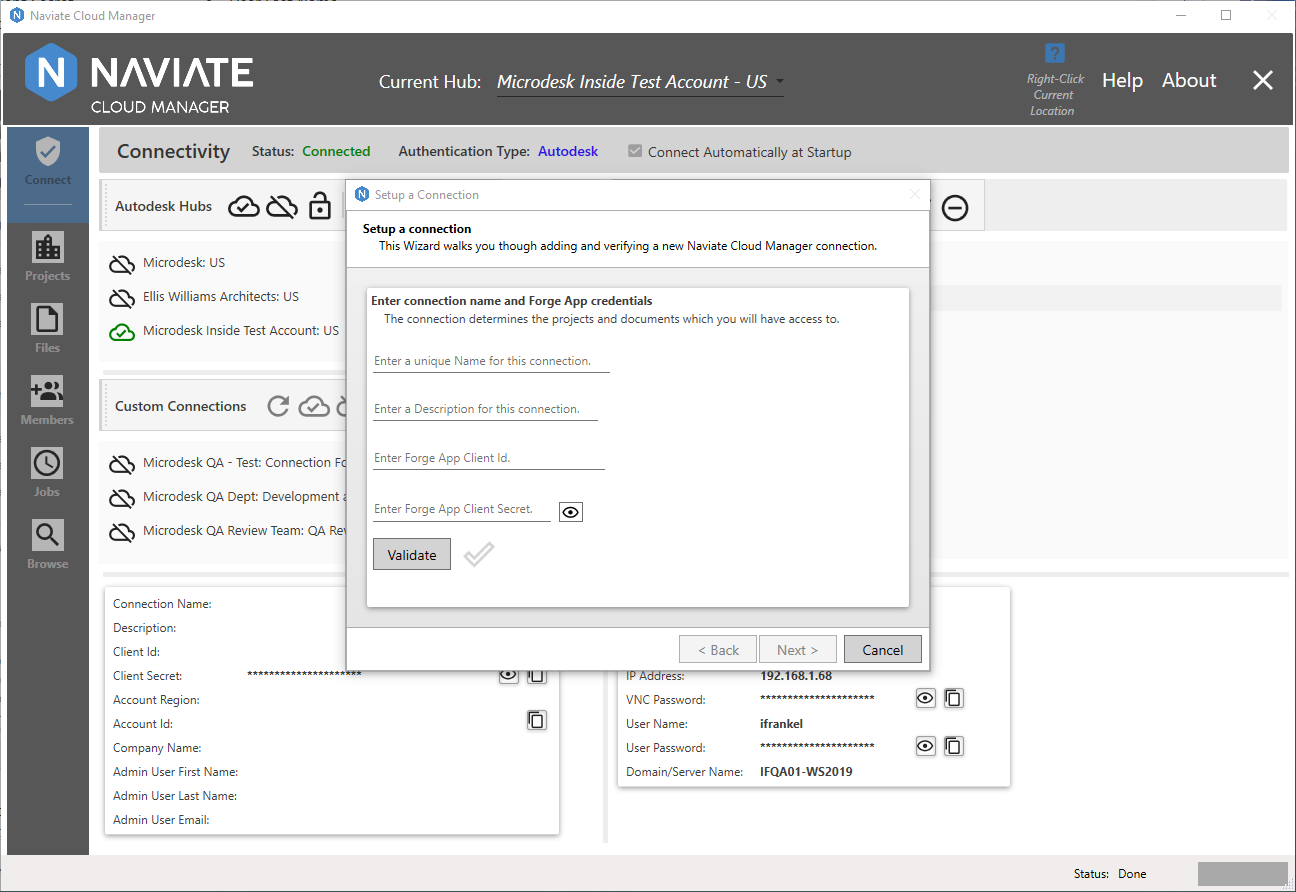 Naviate Cloud Manager
NAVIATE
CLOUD MANAGER
Current Hub: Microdesk Inside Test Account - US
?
Right-Click
Current
Location
Help
About
Connect
Projects
Files
Members
Jobs
Browse
Connectivity
Status: Connected
Authentication Type: Autodesk
Connect Automatically at Startup
Autodesk Hubs
Microdesk: US
Ellis Williams Architects: US
Microdesk Inside Test Account: US
Custom Connections
Microdesk QA - Test: Connection
Microdesk QA Dept: Development
Microdesk QA Review Team: QA
Setup a Connection
Setup a connection
This Wizard walks you though adding and verifying a new Naviate Cloud Manager connection.
Enter connection name and Forge App credentials
The connection determines the projects and documents which you will have access to.
Enter a unique Name for this connection.
Enter a Description for this connection.
Enter Forge App Client Id.
Enter Forge App Client Secret.
Validate
< Back
Next >
Cancel
Connection Name:
Description:
Client Id:
Client Secret: *********************
Account Region:
Account Id:
Company Name:
Admin User First Name:
Admin User Last Name:
Admin User Email:
IP Address: 192.168.1.68
VNC Password: *********************
User Name: ifrankel
User Password: *********************
Domain/Server Name: IFQA01-WS2019
Status: Done